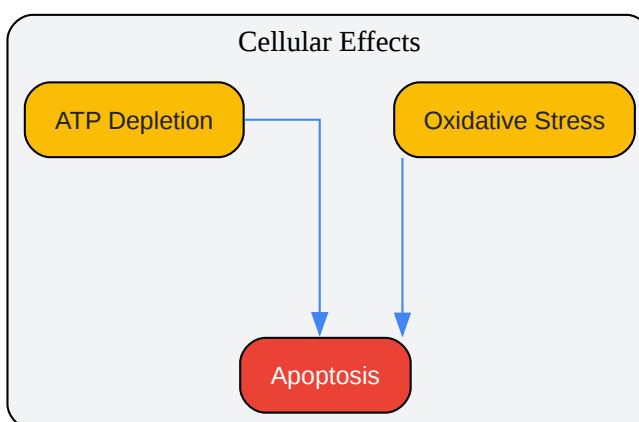 Cellular Effects
ATP Depletion
Oxidative Stress
Apoptosis